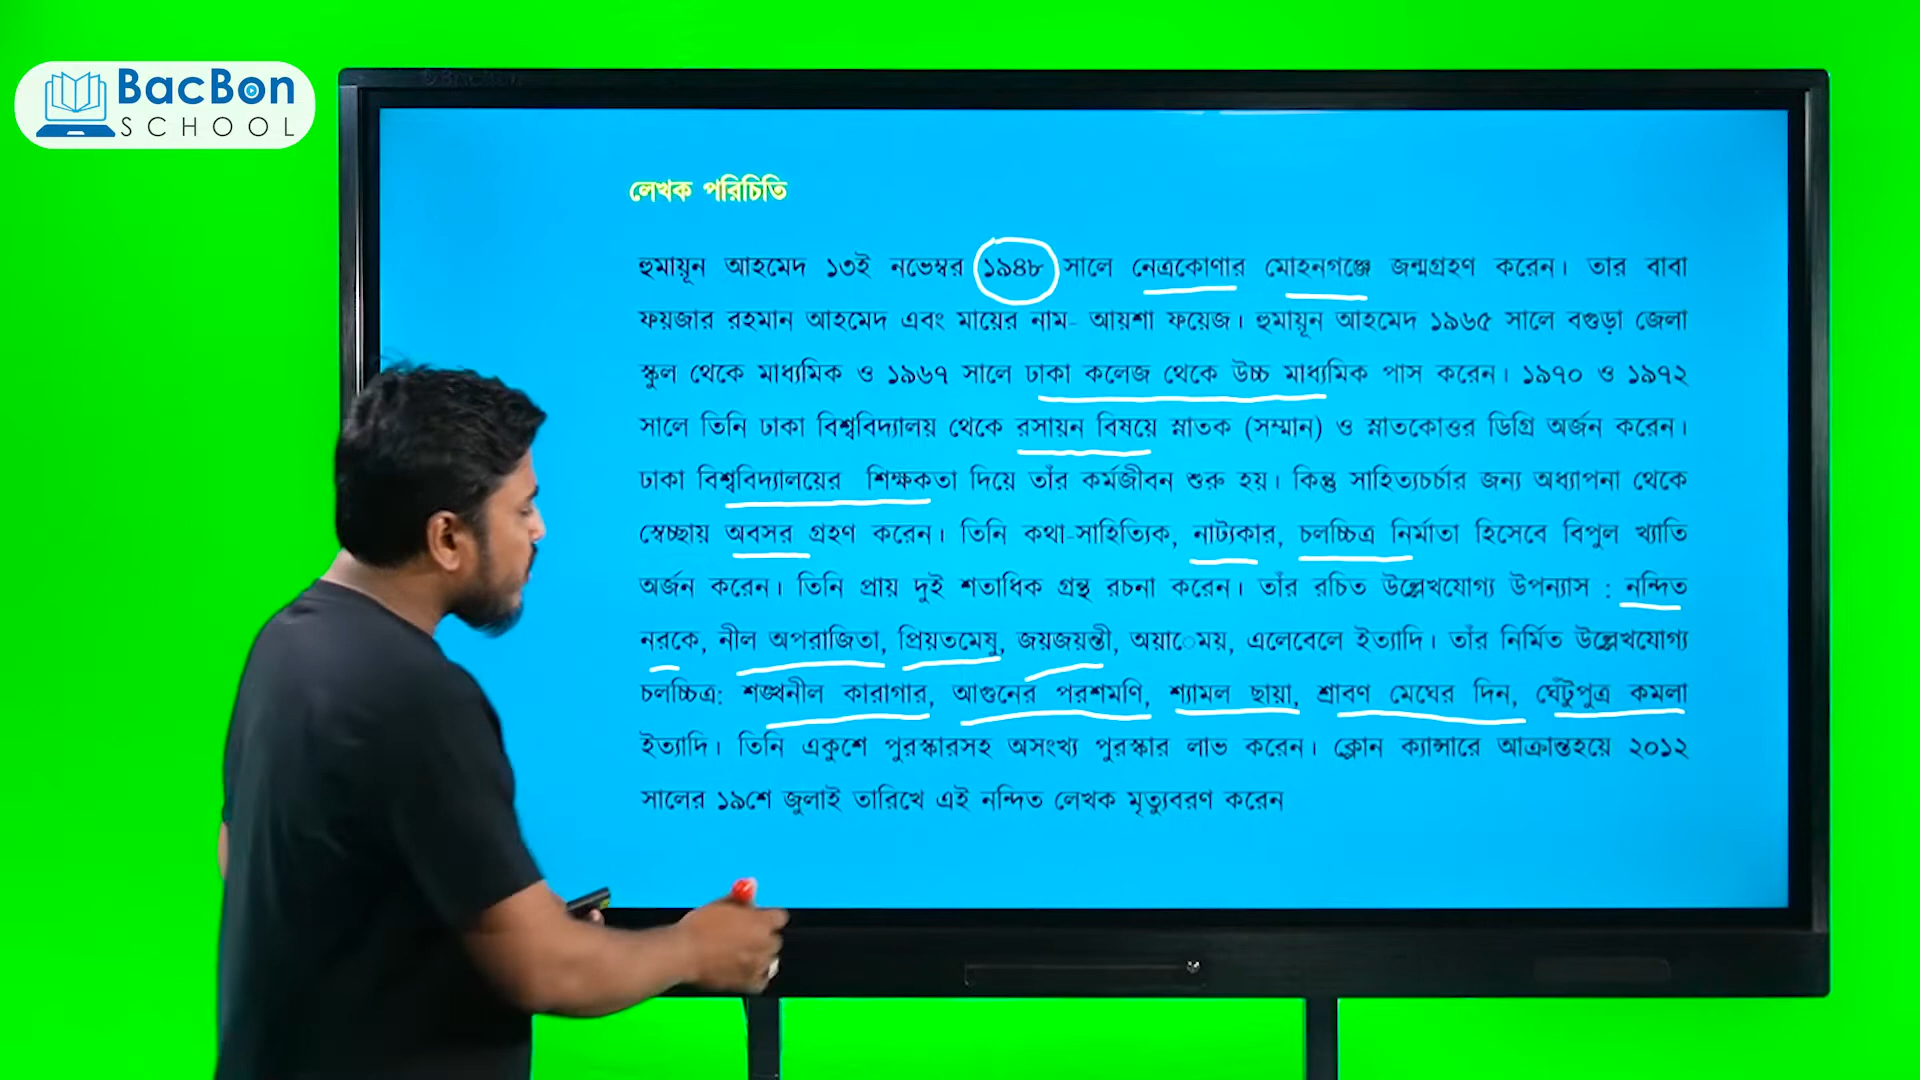 BacBon
SCHOOL
লেখক পরিচিতি
হুমায়ূন আহমেদ ১৩ই নভেম্বর ১৯৪৮ সালে নেত্রকোণার মোহনগঞ্জে জন্মগ্রহণ করেন। তার বাবা
ফয়জার রহমান আহমেদ এবং মায়ের নাম- আয়শা ফয়েজ। হুমায়ূন আহমেদ ১৯৬৫ সালে বগুড়া জেলা
স্কুল থেকে মাধ্যমিক ও ১৯৬৭ সালে ঢাকা কলেজ থেকে উচ্চ মাধ্যমিক পাস করেন। ১৯৭০ ও ১৯৭২
সালে তিনি ঢাকা বিশ্ববিদ্যালয় থেকে রসায়ন বিষয়ে স্নাতক (সম্মান) ও স্নাতকোত্তর ডিগ্রি অর্জন করেন।
ঢাকা বিশ্ববিদ্যালয়ের শিক্ষকতা দিয়ে তাঁর কর্মজীবন শুরু হয়। কিন্তু সাহিত্যচর্চার জন্য অধ্যাপনা থেকে
স্বেচ্ছায় অবসর গ্রহণ করেন। তিনি কথা-সাহিত্যিক, নাট্যকার, চলচ্চিত্র নির্মাতা হিসেবে বিপুল খ্যাতি
অর্জন করেন। তিনি প্রায় দুই শতাধিক গ্রন্থ রচনা করেন। তাঁর রচিত উল্লেখযোগ্য উপন্যাস : নন্দিত
নরকে, নীল অপরাজিতা, প্রিয়তমেষু, জয়জয়ন্তী, অয়ােময়, এলেবেলে ইত্যাদি। তাঁর নির্মিত উল্লেখযোগ্য
চলচ্চিত্র: শঙ্খনীল কারাগার, আগুনের পরশমণি, শ্যামল ছায়া, শ্রাবণ মেঘের দিন, ঘেঁটুপুত্র কমলা
ইত্যাদি। তিনি একুশে পুরস্কারসহ অসংখ্য পুরস্কার লাভ করেন। ক্লোন ক্যান্সারে আক্রান্তহয়ে ২০১২
সালের ১৯শে জুলাই তারিখে এই নন্দিত লেখক মৃত্যুবরণ করেন